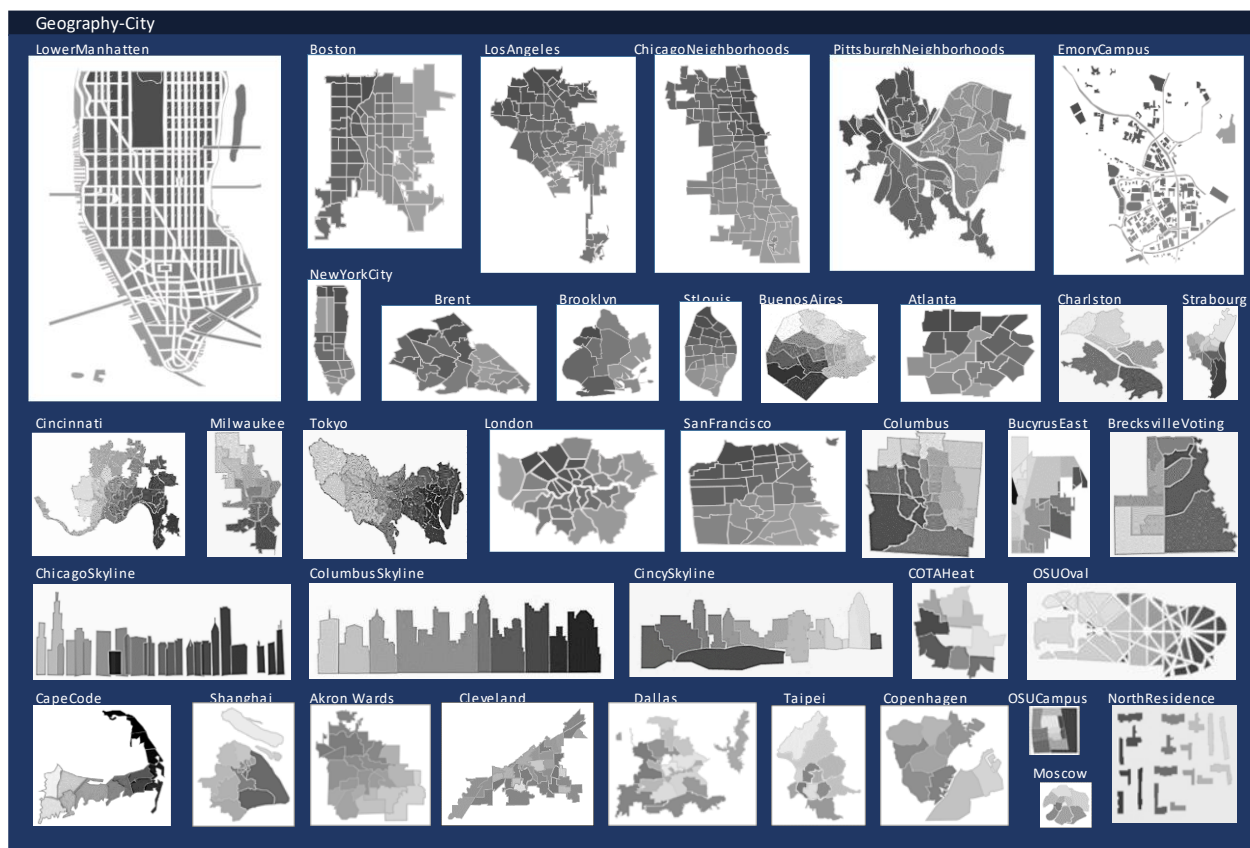 Geography-City
LowerManhatten
Boston
LosAngeles
ChicagoNeighborhoods
PittsburghNeighborhoods
EmoryCampus
NewYorkCity
Brent
Brooklyn
StLouis
BuenosAires
Atlanta
Charlston
Strabourg
Cincinnati
Milwaukee
Tokyo
London
SanFrancisco
Columbus
BucyrusEast
BrecksvilleVoting
ChicagoSkyline
ColumbusSkyline
CincySkyline
COTAHeat
OSUOval
CapeCode
Shanghai
Akron Wards
Cleveland
Dallas
Taipei
Copenhagen
OSUCampus
NorthResidence
Moscow